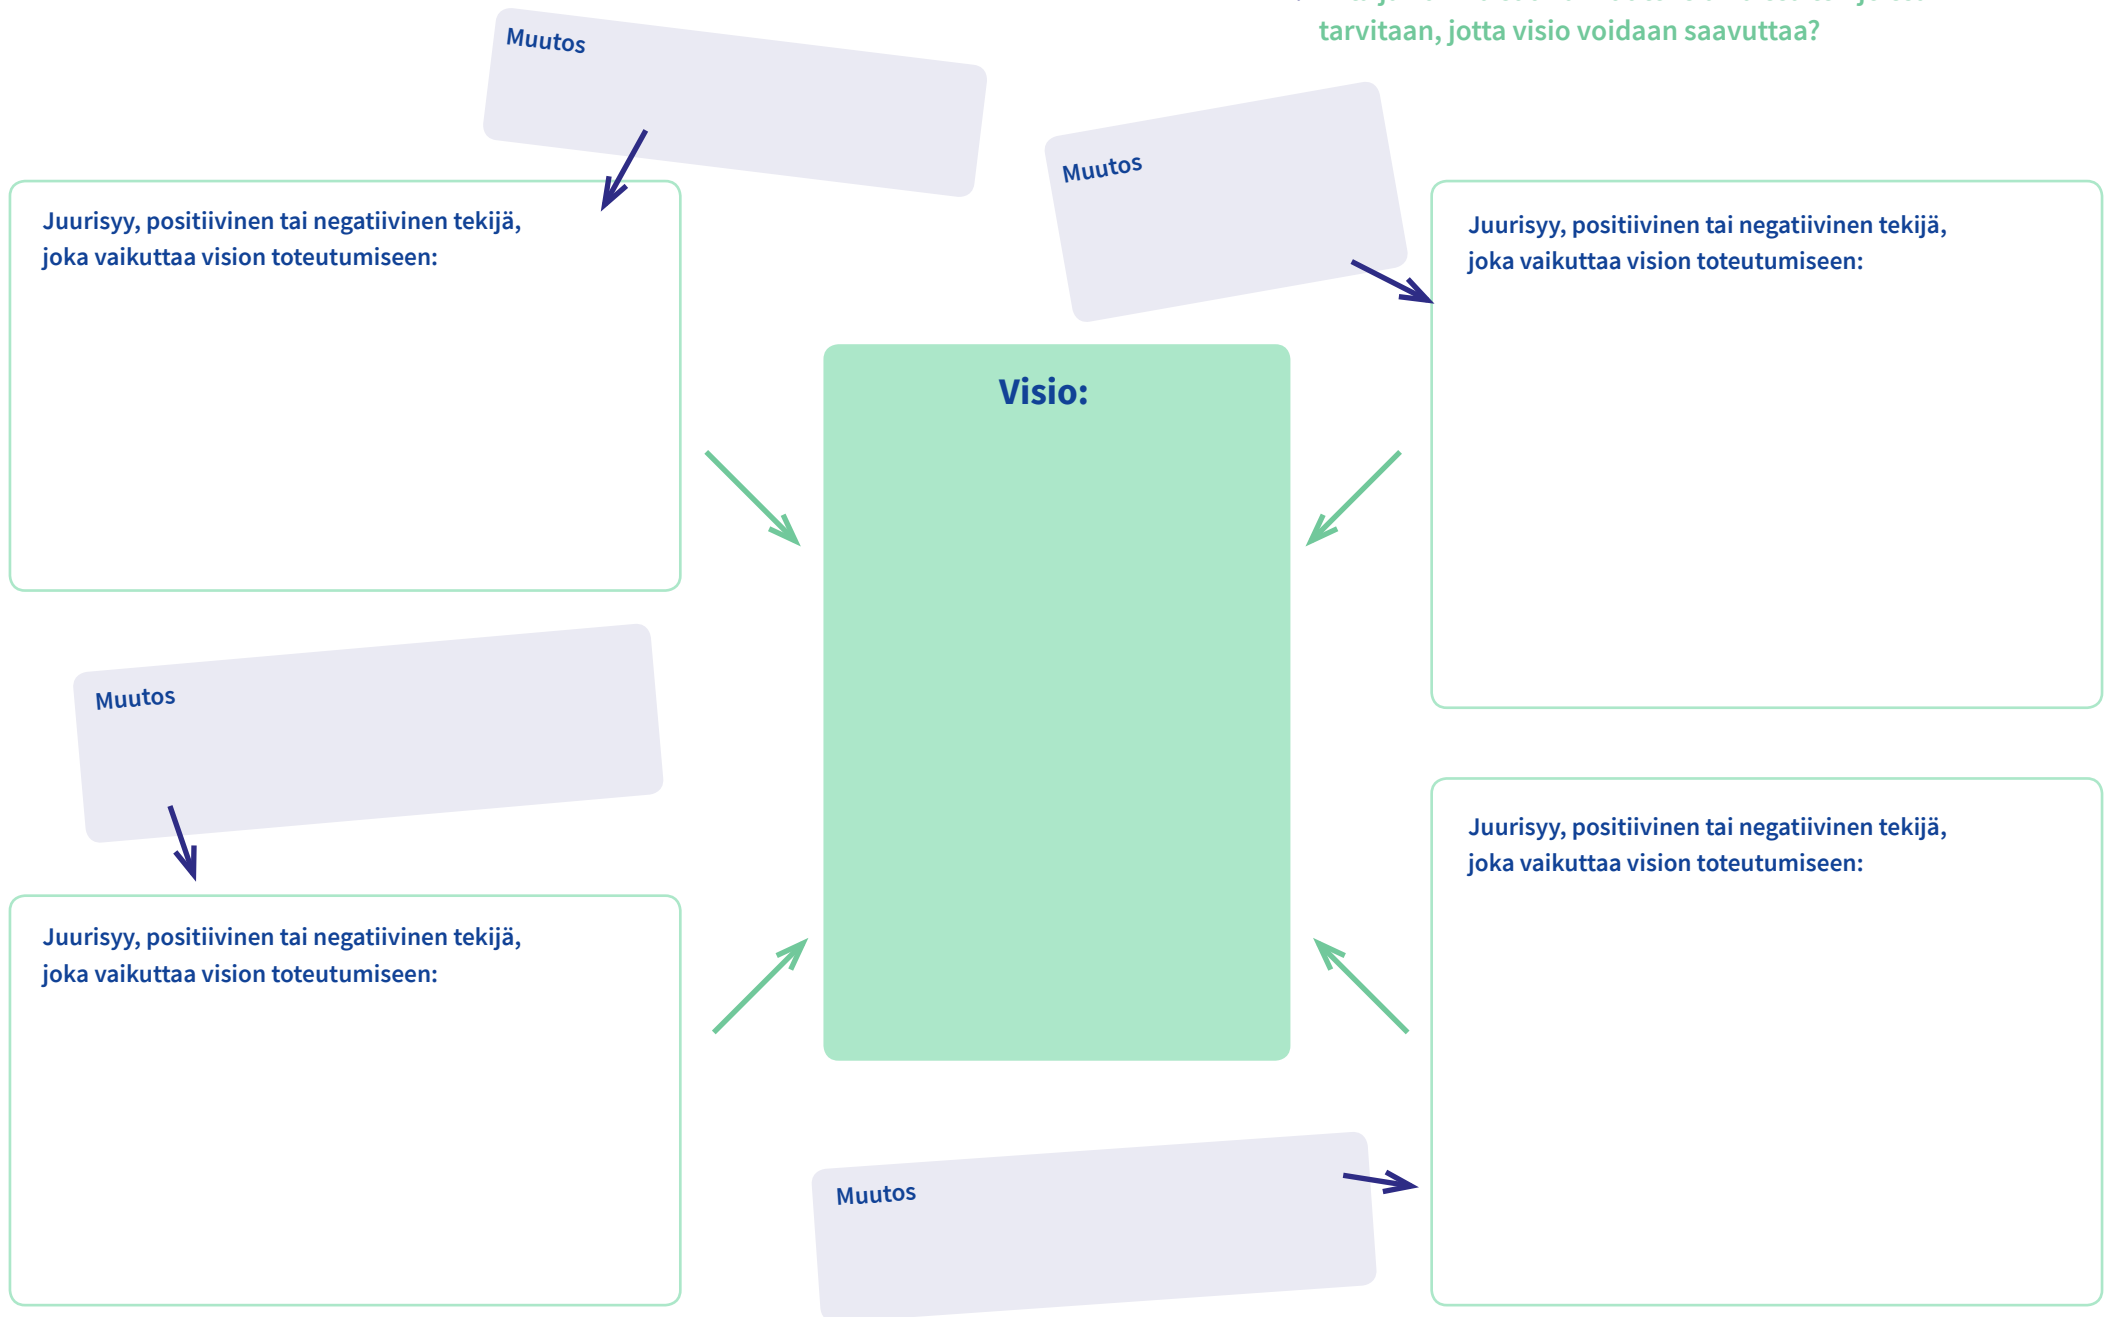 tarvitaan, jotta visio voidaan saavuttaa?
Muutos
Muutos
Juurisyy, positiivinen tai negatiivinen tekijä,
joka vaikuttaa vision toteutumiseen:
Juurisyy, positiivinen tai negatiivinen tekijä,
joka vaikuttaa vision toteutumiseen:
Visio:
Muutos
Juurisyy, positiivinen tai negatiivinen tekijä,
joka vaikuttaa vision toteutumiseen:
Juurisyy, positiivinen tai negatiivinen tekijä,
joka vaikuttaa vision toteutumiseen:
Muutos